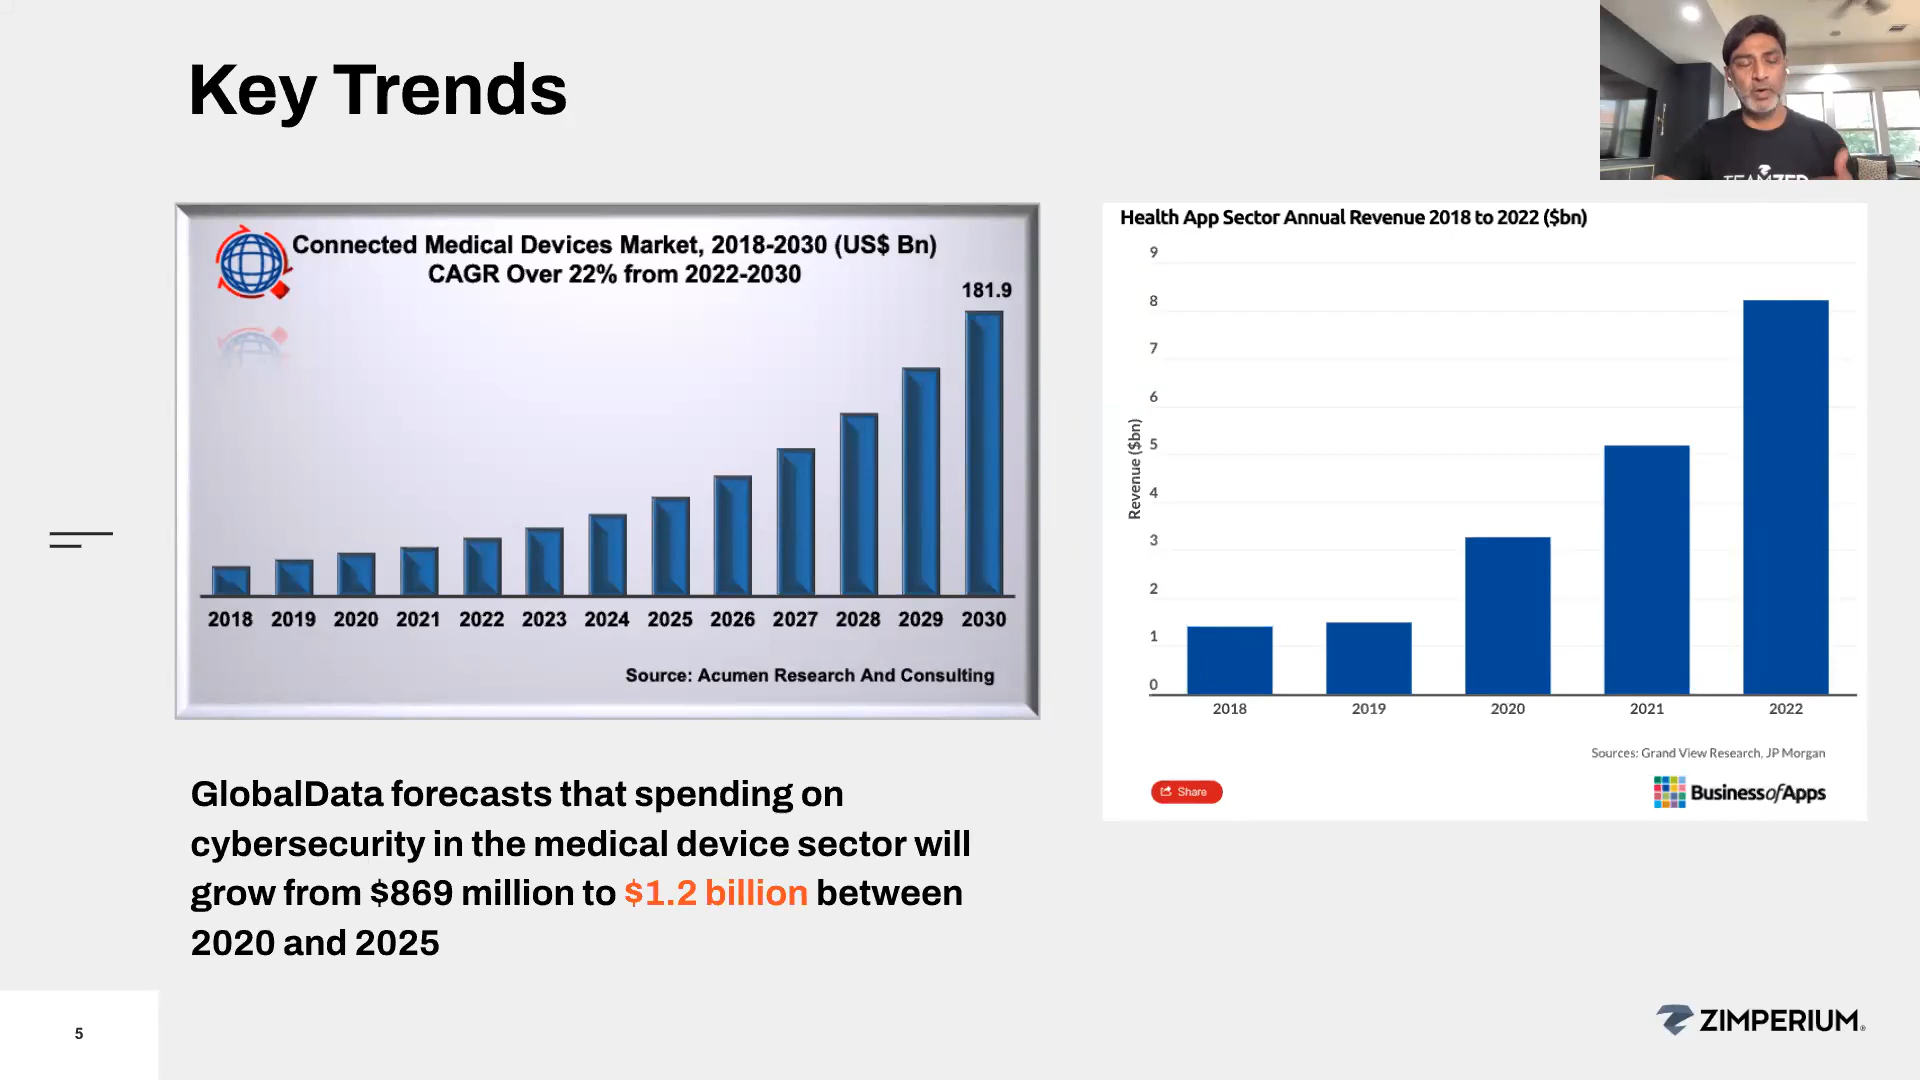 Key Trends
Connected Medical Devices Market, 2018-2030 (US$ Bn)
CAGR Over 22% from 2022-2030
181.9
2018 2019 2020 2021 2022 2023 2024 2025 2026 2027 2028 2029 2030
Source: Acumen Research And Consulting
GlobalData forecasts that spending on
cybersecurity in the medical device sector will
grow from $869 million to $1.2 billion between
2020 and 2025
Health App Sector Annual Revenue 2018 to 2022 ($bn)
Revenue ($bn)
9
8
7
6
5
4
3
2
1
0
2018 2019 2020 2021 2022
Sources: Grand View Research, JP Morgan
Share
BusinessofApps
5
ZIMPERIUM